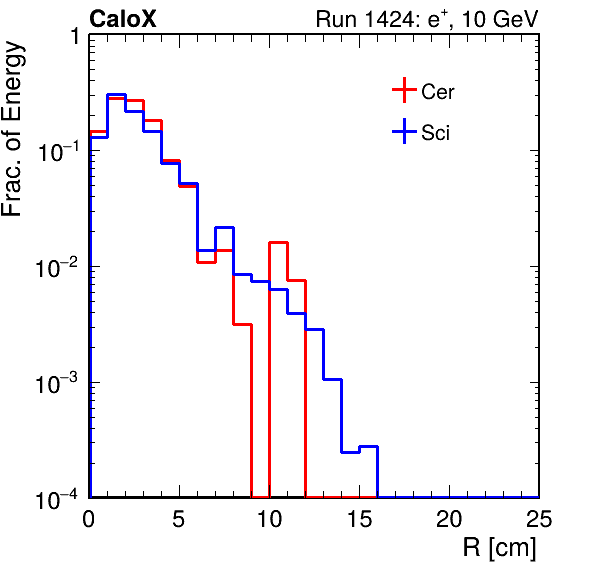 CaloX Run 1424: e⁺, 10 GeV
Frac. of Energy
1
10⁻¹
10⁻²
10⁻³
10⁻⁴
Cer
Sci
0 5 10 15 20 25
R [cm]